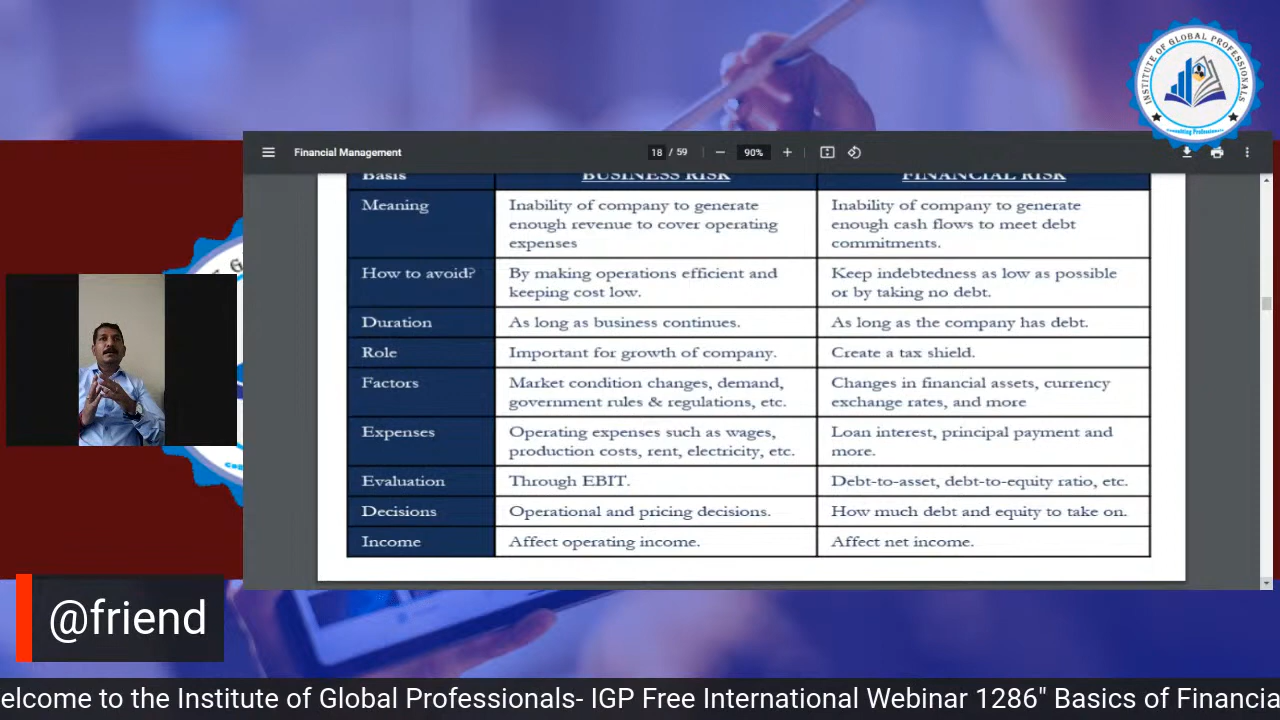 INSTITUTE OF GLOBAL PROFESSIONALS
Consulting Professionals
Financial Management
18 / 59
90%
Basis BUSINESS RISK FINANCIAL RISK
Meaning
Inability of company to generate
enough revenue to cover operating
expenses
Inability of company to generate
enough cash flows to meet debt
commitments.
How to avoid?
By making operations efficient and
keeping cost low.
Keep indebtedness as low as possible
or by taking no debt.
Duration
As long as business continues.
As long as the company has debt.
Role
Important for growth of company.
Create a tax shield.
Factors
Market condition changes, demand,
government rules & regulations, etc.
Changes in financial assets, currency
exchange rates, and more
Expenses
Operating expenses such as wages,
production costs, rent, electricity, etc.
Loan interest, principal payment and
more.
Evaluation
Through EBIT.
Debt-to-asset, debt-to-equity ratio, etc.
Decisions
Operational and pricing decisions.
How much debt and equity to take on.
Income
Affect operating income.
Affect net income.
@friend
elcome to the Institute of Global Professionals- IGP Free International Webinar 1286" Basics of Financia